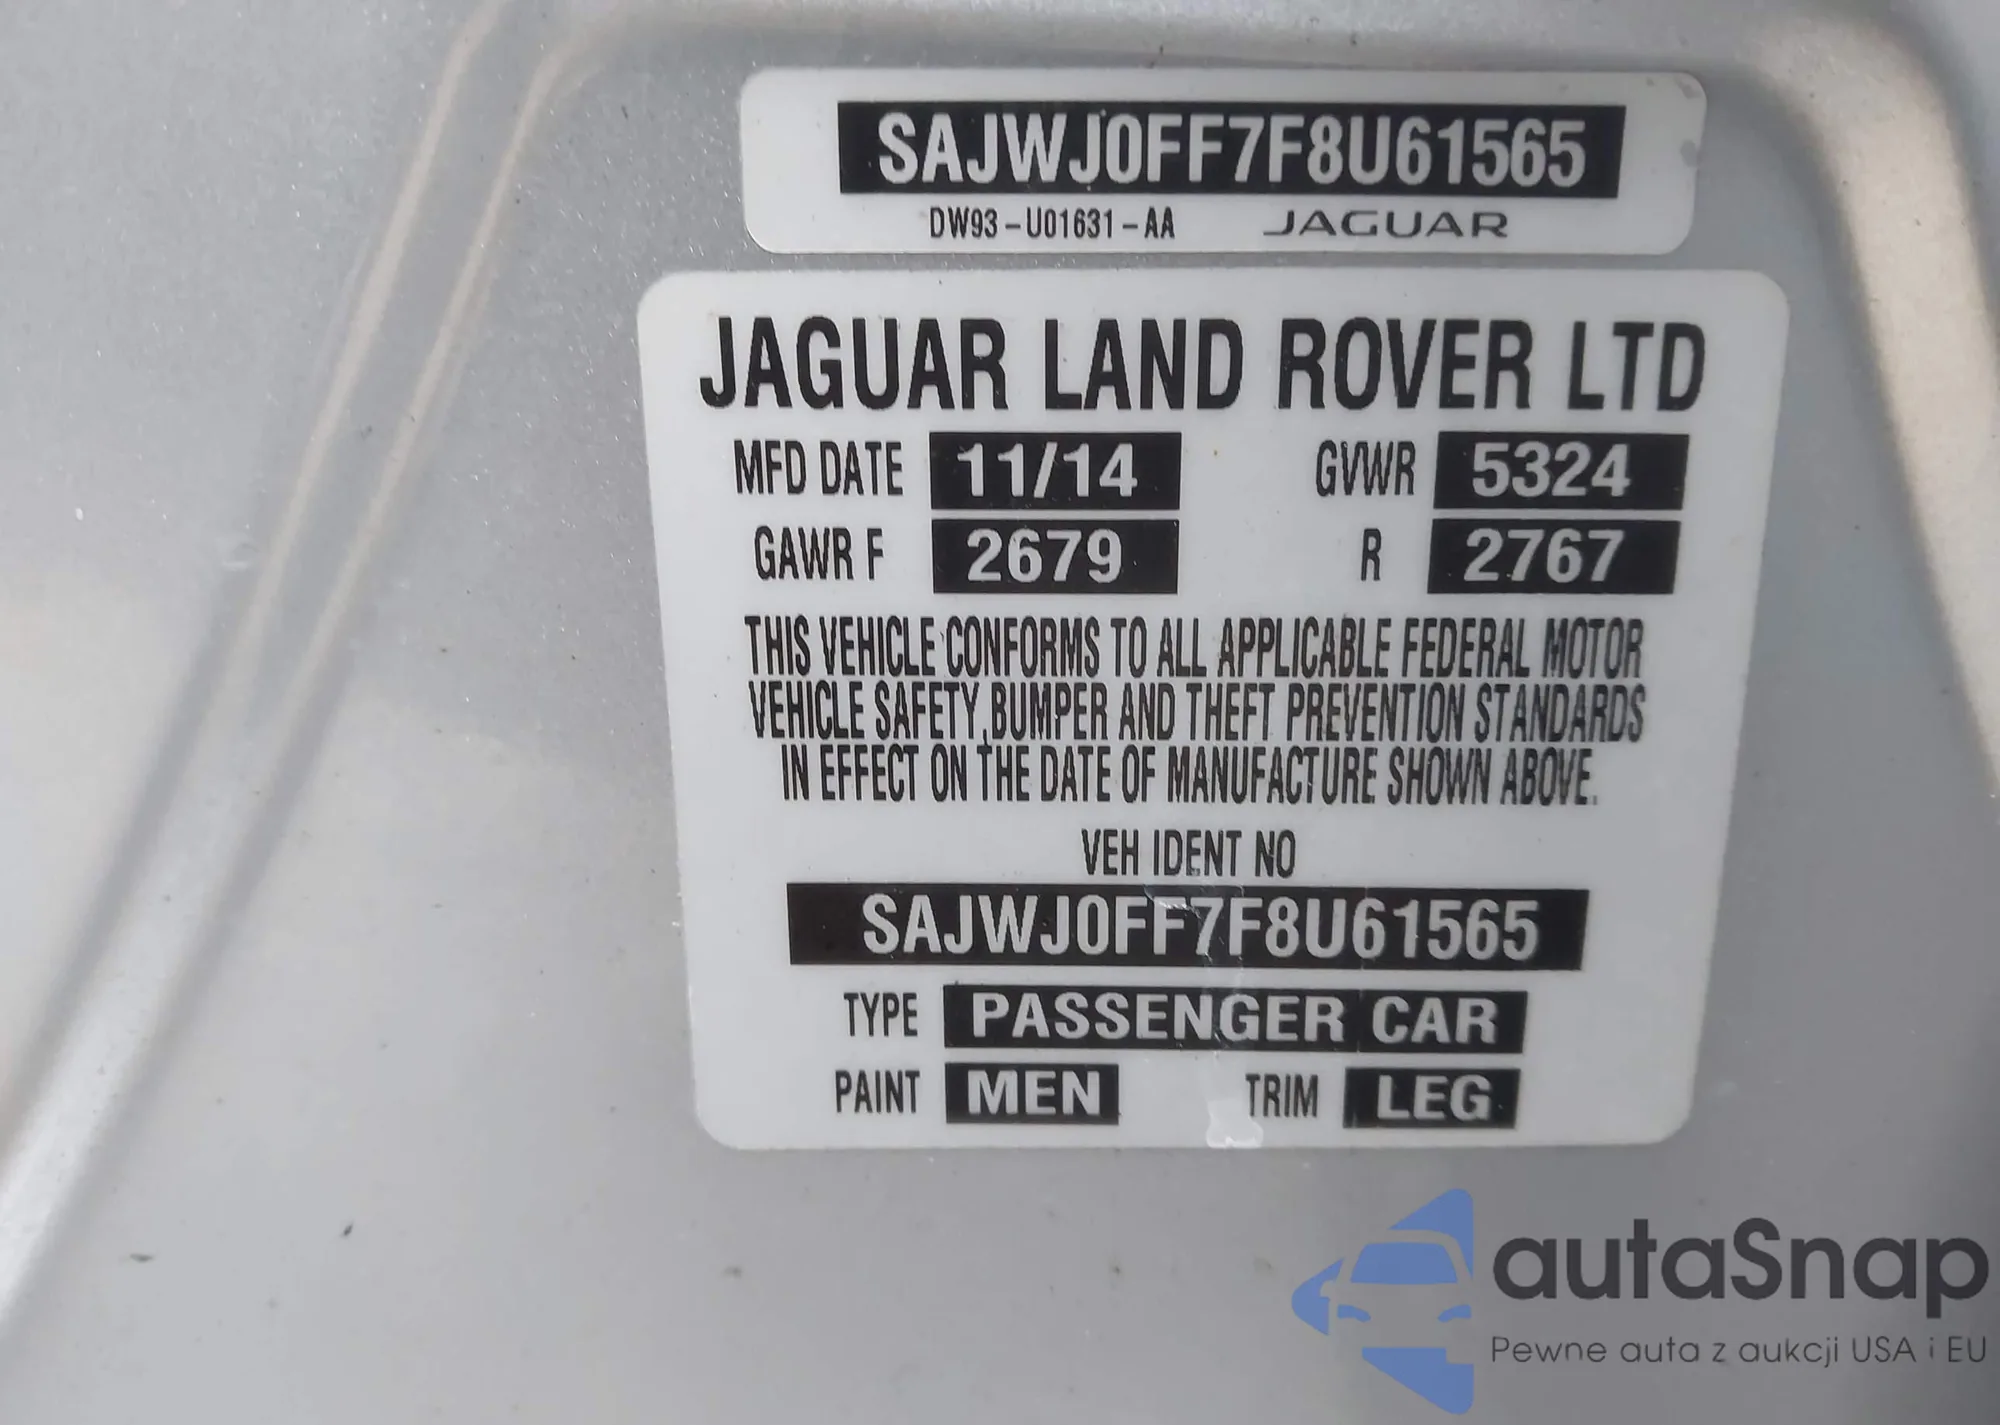 SAJWJ0FF7F8U61565
DW93-U01631-AA JAGUAR
JAGUAR LAND ROVER LTD
MFD DATE 11/14 GVWR 5324
GAWR F 2679 R 2767
THIS VEHICLE CONFORMS TO ALL APPLICABLE FEDERAL MOTOR
VEHICLE SAFETY, BUMPER AND THEFT PREVENTION STANDARDS
IN EFFECT ON THE DATE OF MANUFACTURE SHOWN ABOVE.
VEH IDENT NO
SAJWJ0FF7F8U61565
TYPE PASSENGER CAR
PAINT MEN TRIM LEG
autaSnap
Pewne auta z aukcji USA i EU